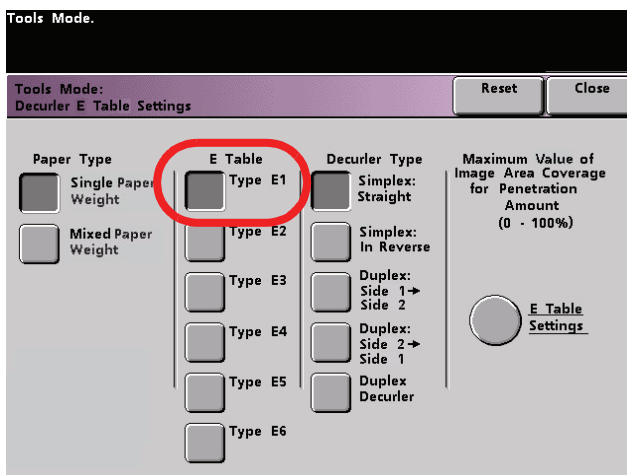 Tools Mode.
Tools Mode:
Decurler E Table Settings
Reset
Close
Paper Type
Single Paper
Weight
Mixed Paper
Weight
E Table
Type E1
Type E2
Type E3
Type E4
Type E5
Type E6
Decurler Type
Simplex:
Straight
Simplex:
In Reverse
Duplex:
Side 1→
Side 2
Duplex:
Side 2→
Side 1
Duplex
Decurler
Maximum Value of
Image Area Coverage
for Penetration
Amount
(0 - 100%)
E Table
Settings